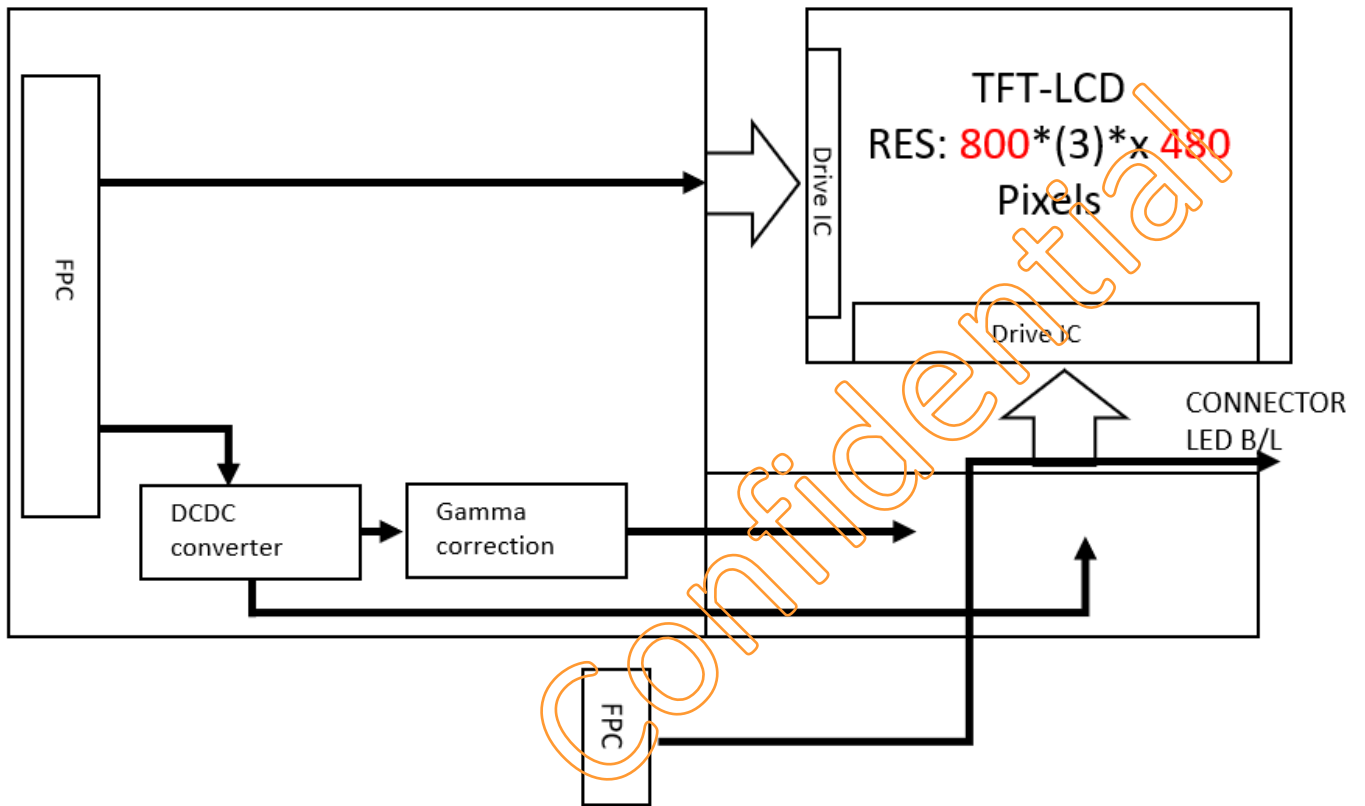 TFT-LCD
RES: 800*(3)*x 480
Pixels
Drive IC
FPC
Drive IC
CONNECTOR
LED B/L
DCDC
converter
Gamma
correction
FPC
Confidential